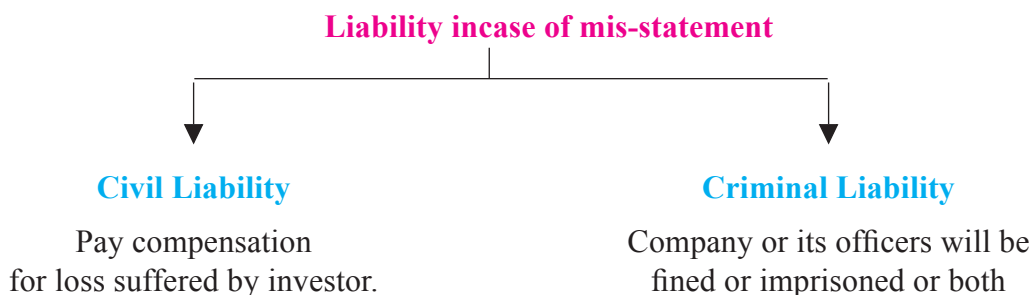 Liability incase of mis-statement
Civil Liability
Pay compensation
for loss suffered by investor.
Criminal Liability
Company or its officers will be
fined or imprisoned or both